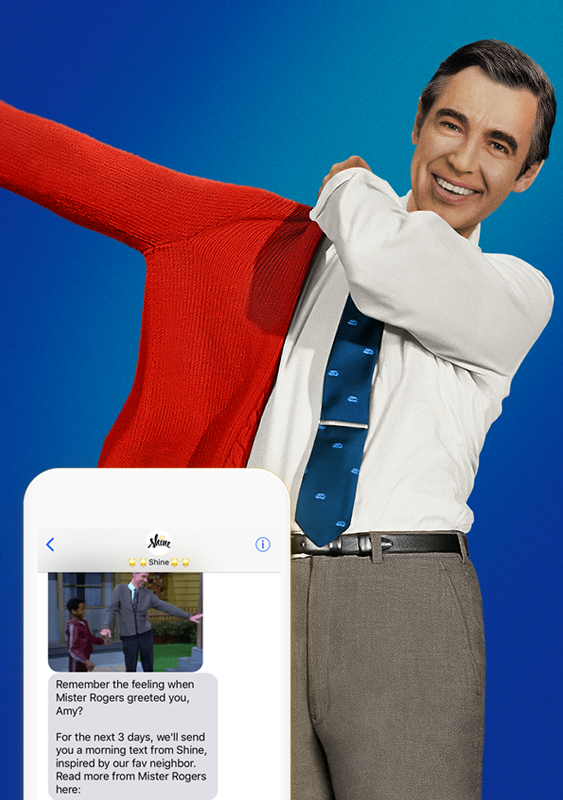 Shine
Shine
Remember the feeling when
Mister Rogers greeted you,
Amy?
For the next 3 days, we'll send
you a morning text from Shine,
inspired by our fav neighbor.
Read more from Mister Rogers
here: